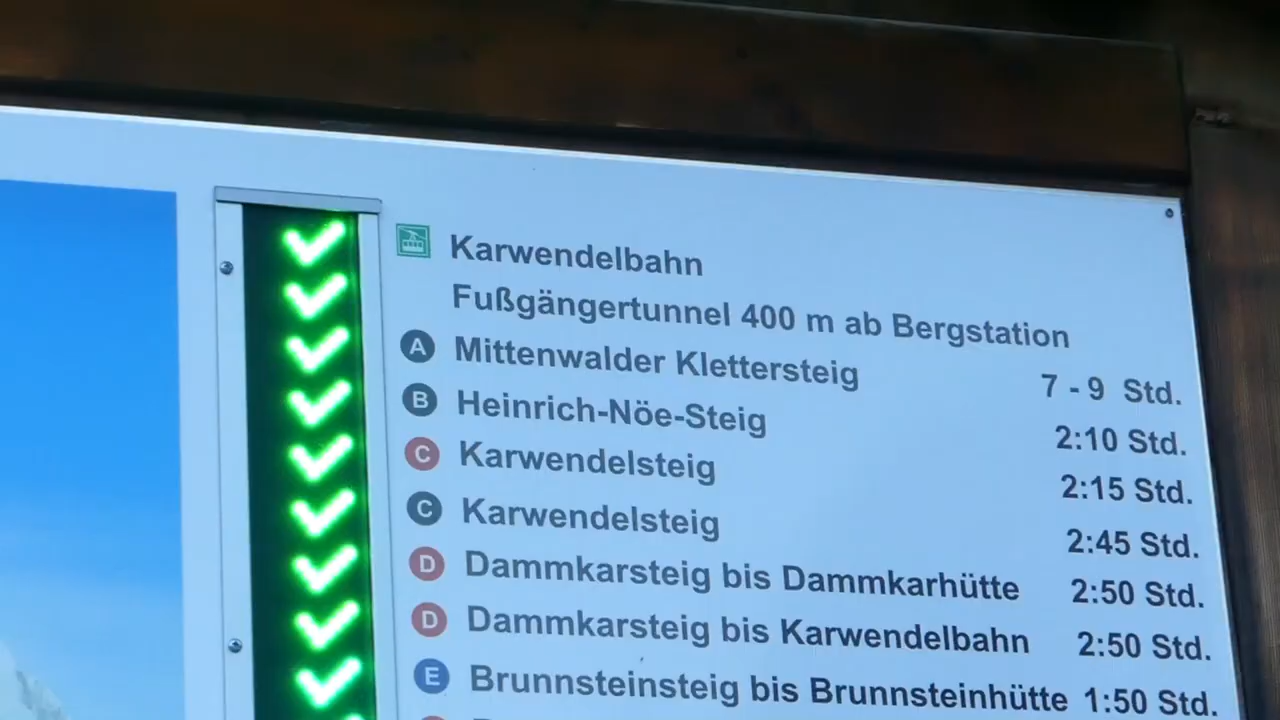 Karwendelbahn
Fußgängertunnel 400 m ab Bergstation
A Mittenwalder Klettersteig 7 - 9 Std.
B Heinrich-Nöe-Steig 2:10 Std.
C Karwendelsteig 2:15 Std.
C Karwendelsteig 2:45 Std.
D Dammkarsteig bis Dammkarhütte 2:50 Std.
D Dammkarsteig bis Karwendelbahn 2:50 Std.
E Brunnsteinsteig bis Brunnsteinhütte 1:50 Std.